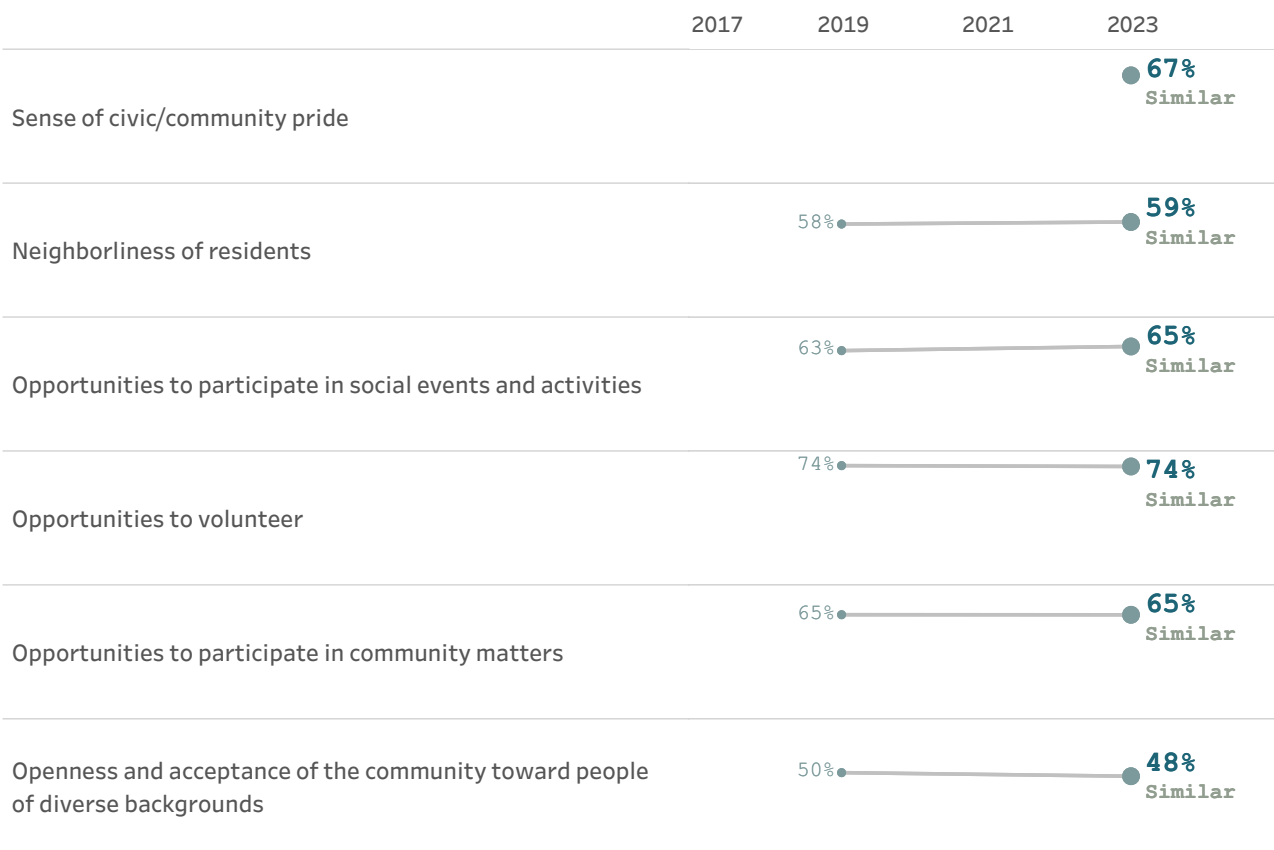 2017 2019 2021 2023
67%
Similar
Sense of civic/community pride
58% 59%
Similar
Neighborliness of residents
63% 65%
Similar
Opportunities to participate in social events and activities
74% 74%
Similar
Opportunities to volunteer
65% 65%
Similar
Opportunities to participate in community matters
Openness and acceptance of the community toward people
of diverse backgrounds
50% 48%
Similar